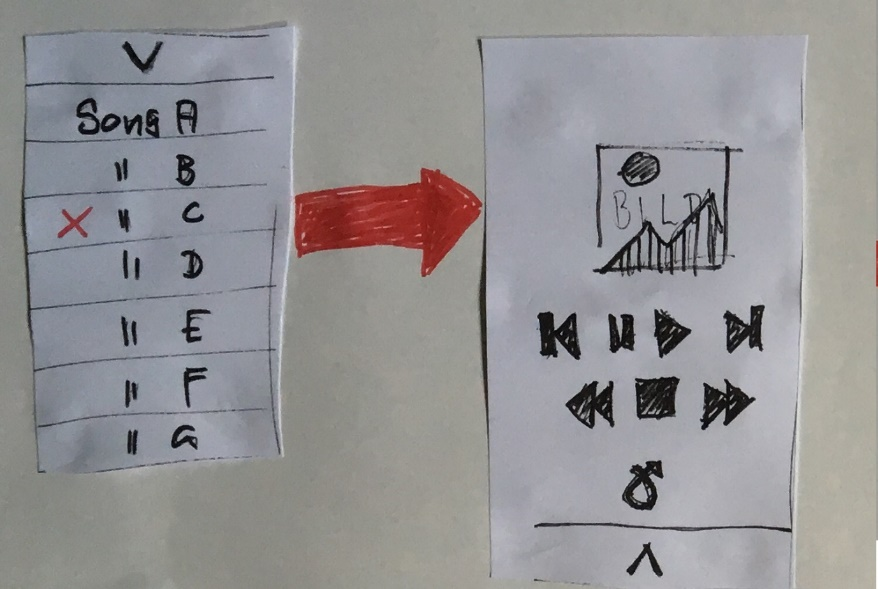 V
Song A
" B
X " C
" D
" E
" F
" G
BILD